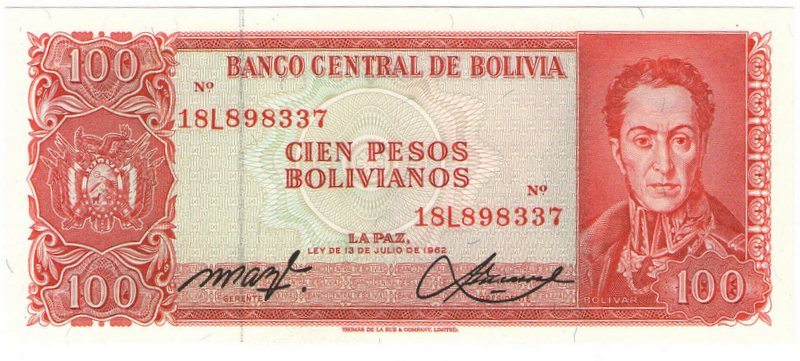 100
BANCO CENTRAL DE BOLIVIA
Nº
18L898337
CIEN PESOS
BOLIVIANOS
Nº
18L898337
LA PAZ,
LEY DE 13 DE JULIO DE 1962
GERENTE
BOLIVAR
100
100
THOMAS DE LA RUE & COMPANY, LIMITED.